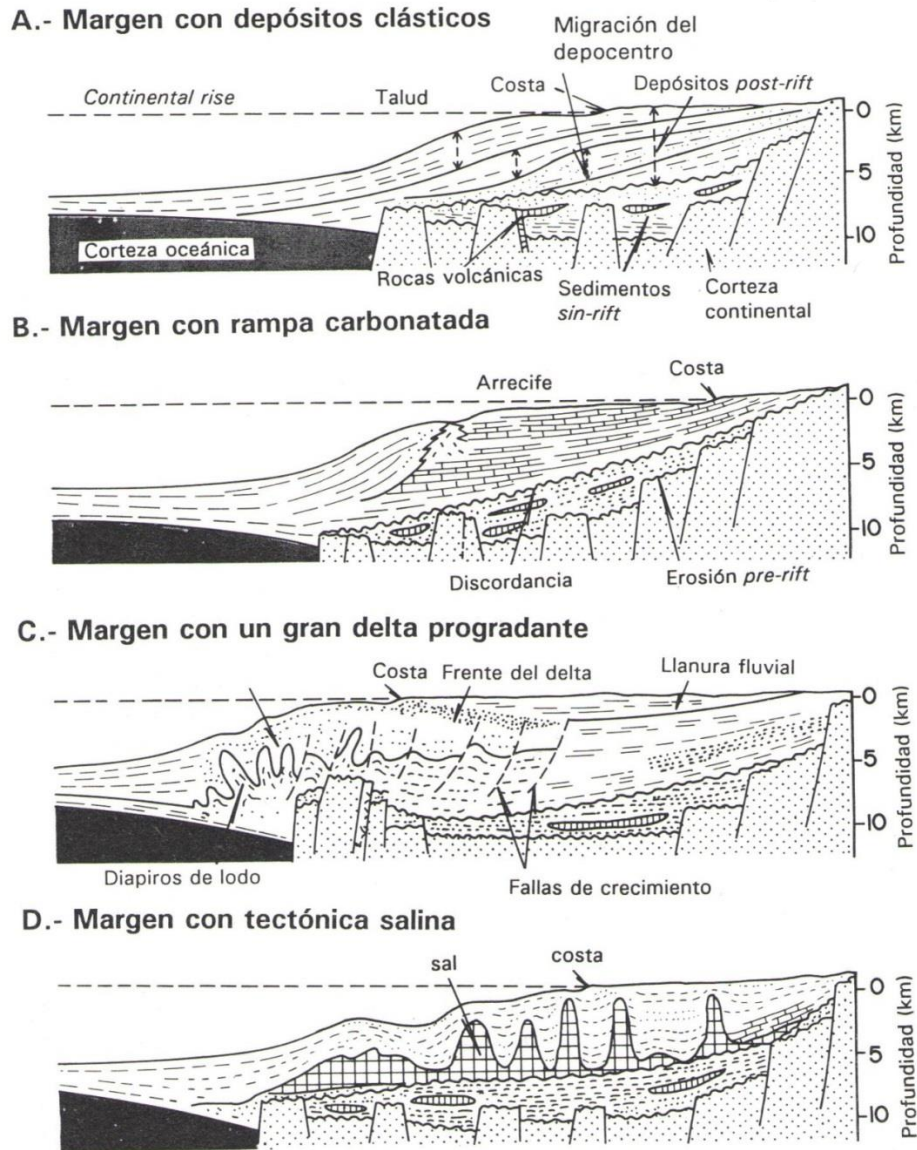 A.- Margen con depósitos clásticos
Migración del
depocentro
Continental rise
Talud
Costa
Depósitos post-rift
0
5
10
Profundidad (km)
Corteza oceánica
Rocas volcánicas
Sedimentos
sin-rift
Corteza
continental
B.- Margen con rampa carbonatada
Arrecife
Costa
0
5
10
Profundidad (km)
Discordancia
Erosión pre-rift
C.- Margen con un gran delta progradante
Costa
Frente del delta
Llanura fluvial
0
5
10
Profundidad (km)
Diapiros de lodo
Fallas de crecimiento
D.- Margen con tectónica salina
sal
costa
0
5
10
Profundidad (km)